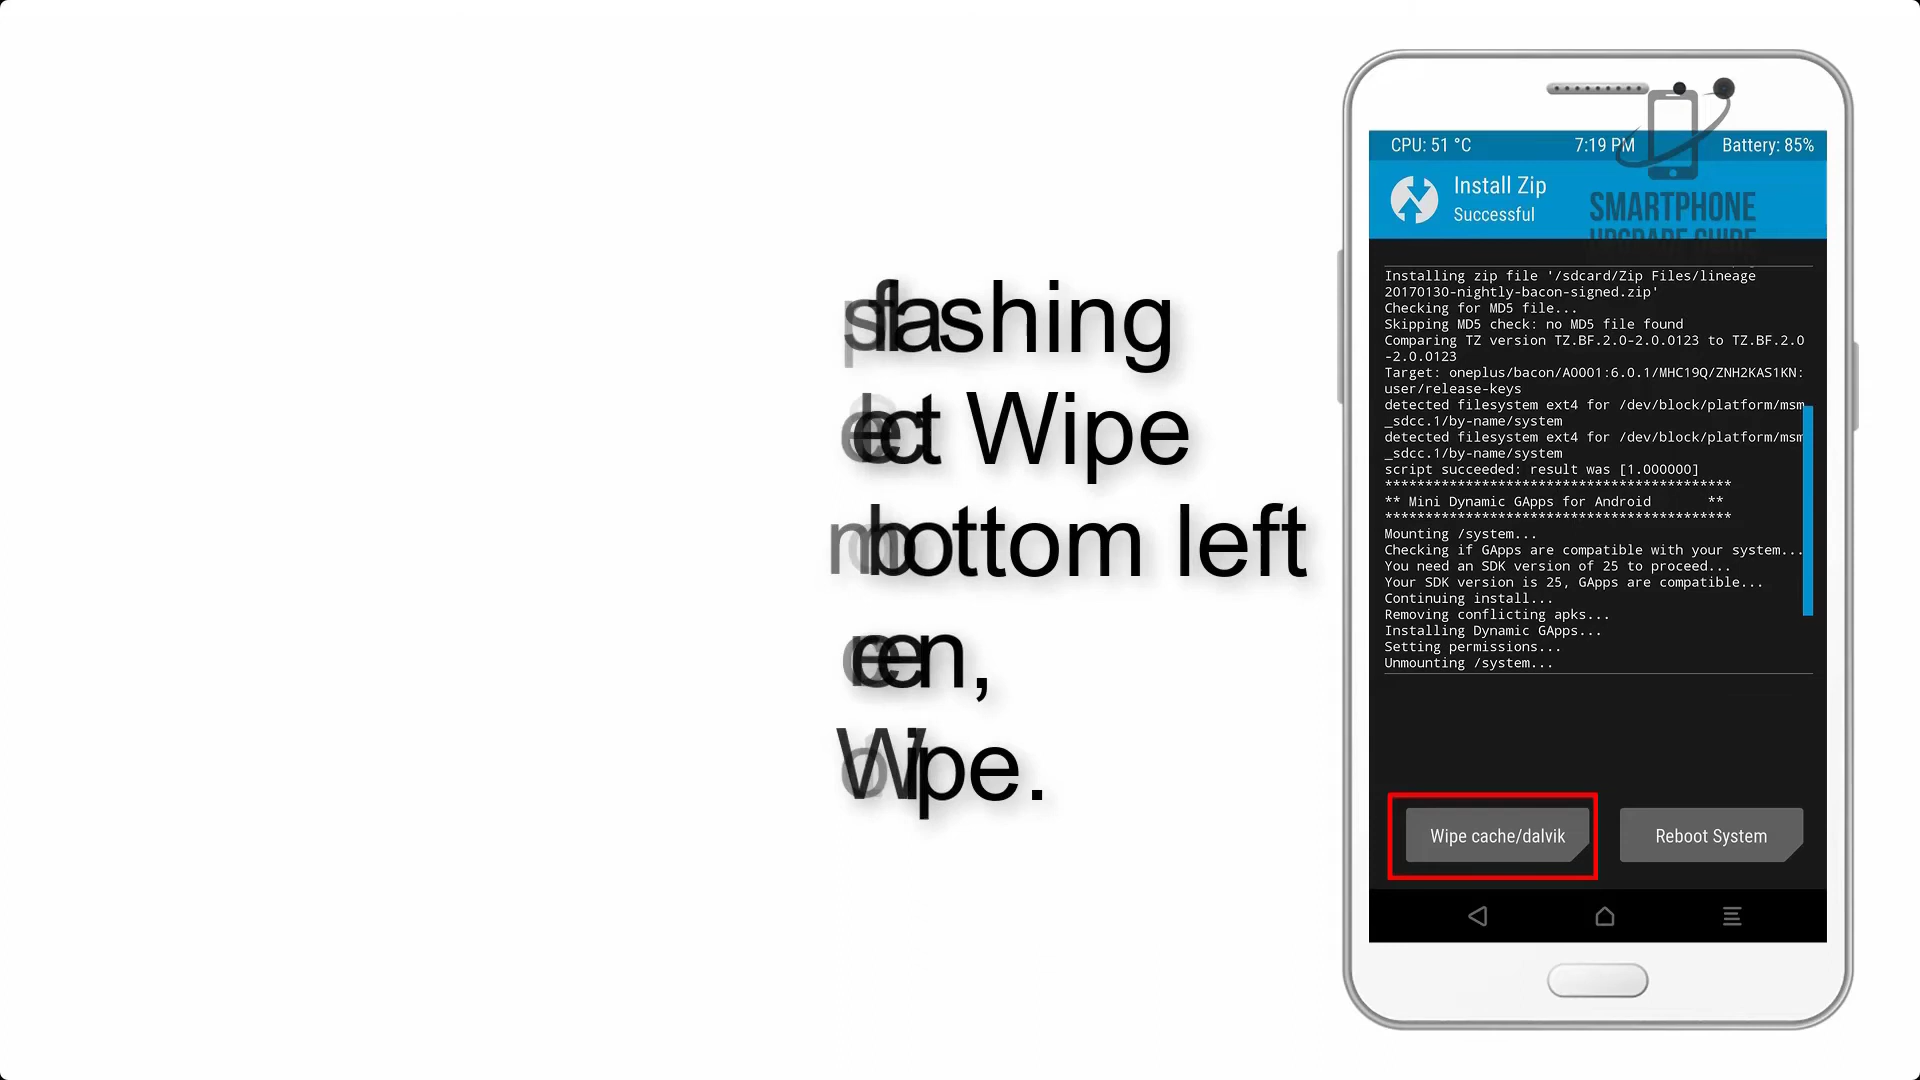 flashing
Wipe
bottom left
Wipe.
CPU: 51 °C 7:19 PM Battery: 85%
Install Zip
Successful
SMARTPHONE
UPGRADE GUIDE
Installing zip file '/sdcard/Zip Files/lineage
20170130-nightly-bacon-signed.zip'
Checking for MD5 file...
Skipping MD5 check: no MD5 file found
Comparing TZ version TZ.BF.2.0-2.0.0123 to TZ.BF.2.0
-2.0.0123
Target: oneplus/bacon/A0001:6.0.1/MHC19Q/ZNH2KAS1KN:
user/release-keys
detected filesystem ext4 for /dev/block/platform/msm
_sdcc.1/by-name/system
detected filesystem ext4 for /dev/block/platform/msm
_sdcc.1/by-name/system
script succeeded: result was [1.000000]
*******************************************
** Mini Dynamic GApps for Android **
*******************************************
Mounting /system...
Checking if GApps are compatible with your system...
You need an SDK version of 25 to proceed...
Your SDK version is 25, GApps are compatible...
Continuing install...
Removing conflicting apks...
Installing Dynamic GApps...
Setting permissions...
Unmounting /system...
Wipe cache/dalvik Reboot System